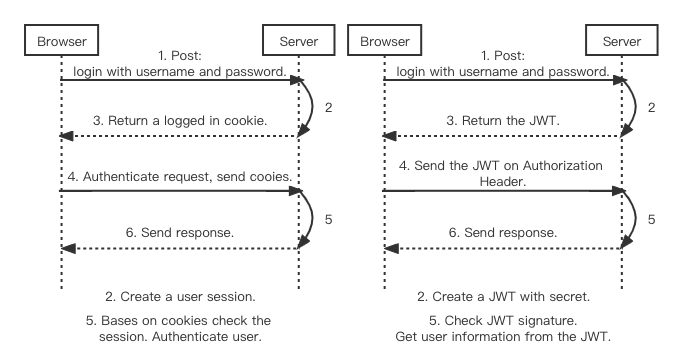 Browser
Server
1. Post:
login with username and password.
2
3. Return a logged in cookie.
4. Authenticate request, send cooies.
5
6. Send response.
2. Create a user session.
5. Bases on cookies check the
session. Authenticate user.
Browser
Server
1. Post:
login with username and password.
2
3. Return the JWT.
4. Send the JWT on Authorization
Header.
5
6. Send response.
2. Create a JWT with secret.
5. Check JWT signature.
Get user information from the JWT.